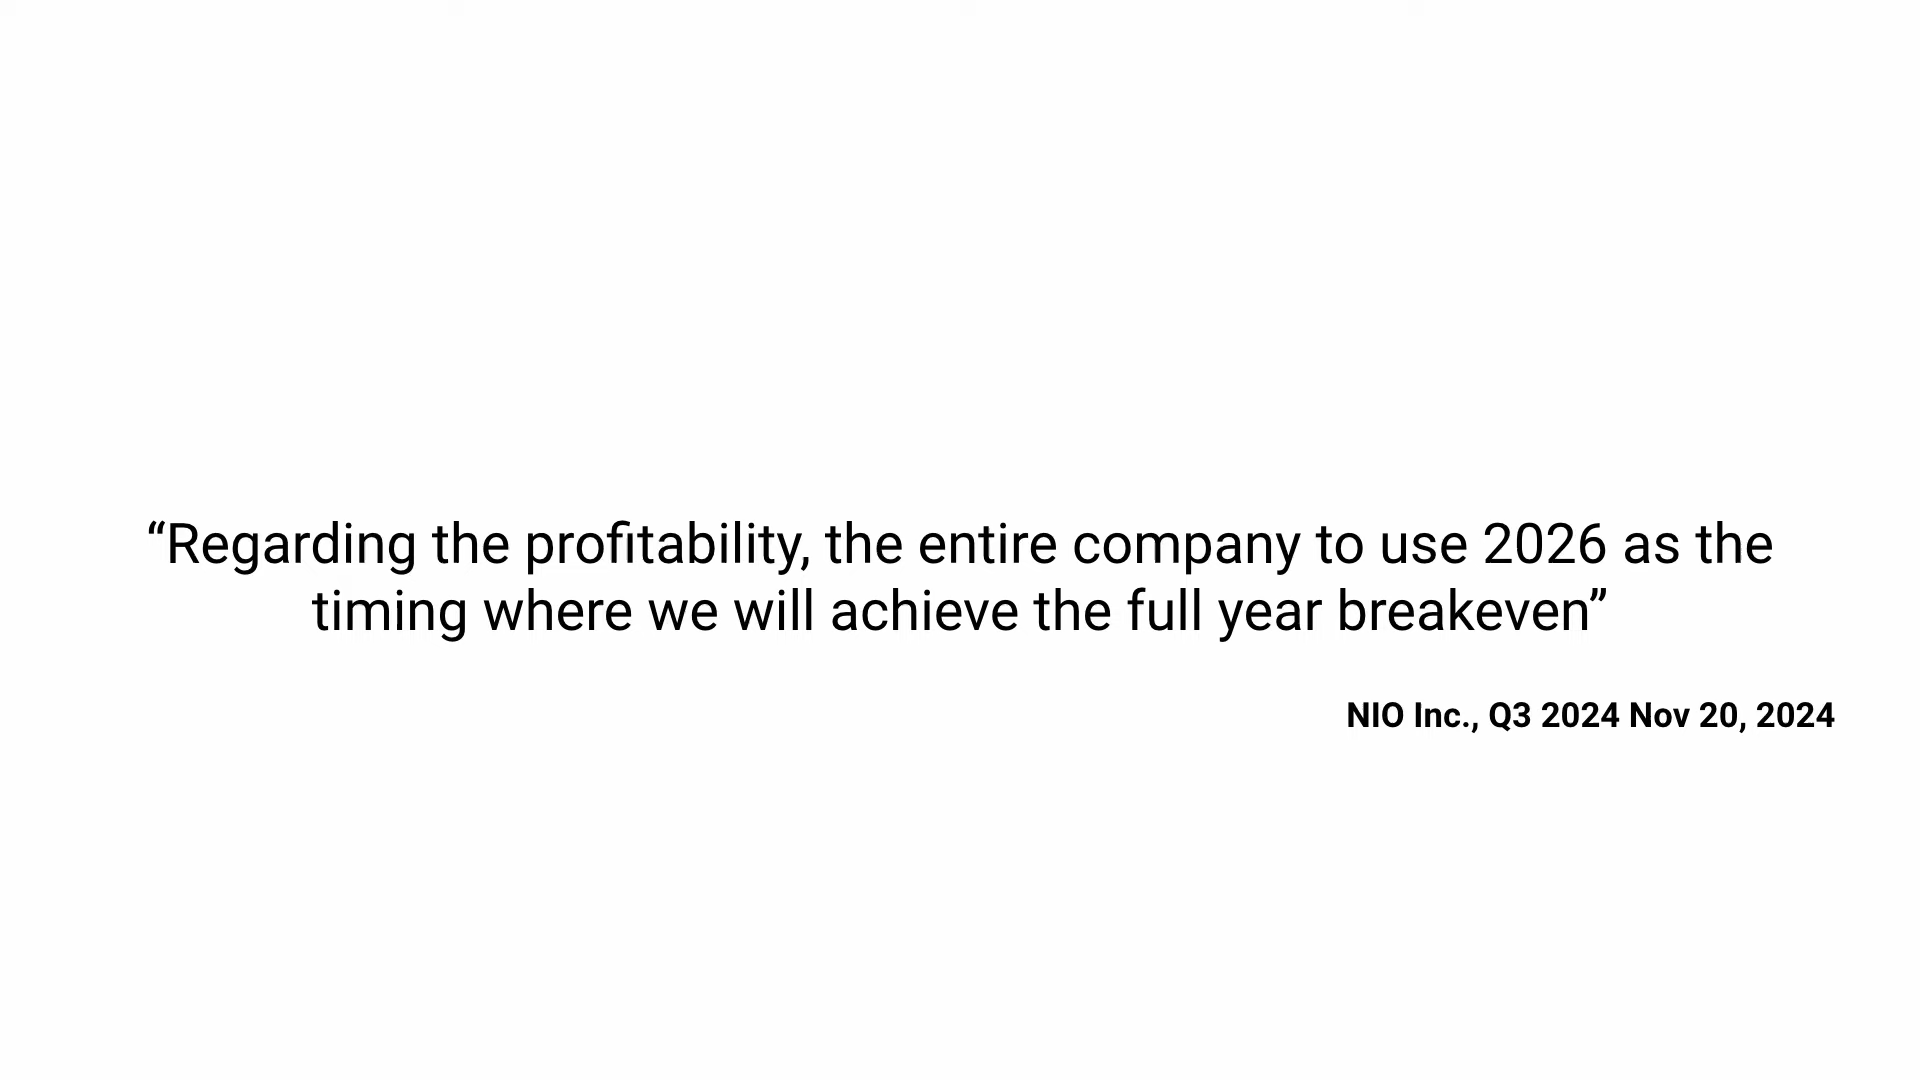 “Regarding the profitability, the entire company to use 2026 as the
timing where we will achieve the full year breakeven”
NIO Inc., Q3 2024 Nov 20, 2024